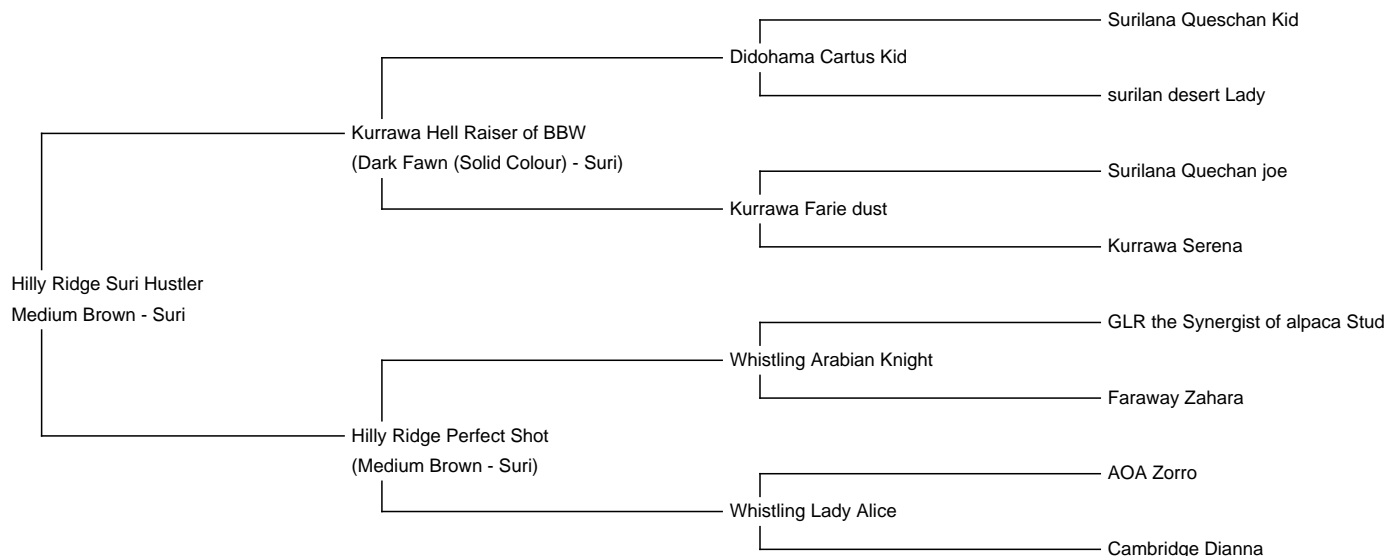 Surilana Queschan Kid
Didohama Cartus Kid
surilan desert Lady
Kurrawa Hell Raiser of BBW
(Dark Fawn (Solid Colour) - Suri)
Surilana Quechan joe
Kurrawa Farie dust
Kurrawa Serena
Hilly Ridge Suri Hustler
Medium Brown - Suri
GLR the Synergist of alpaca Stud
Whistling Arabian Knight
Faraway Zahara
Hilly Ridge Perfect Shot
(Medium Brown - Suri)
AOA Zorro
Whistling Lady Alice
Cambridge Dianna